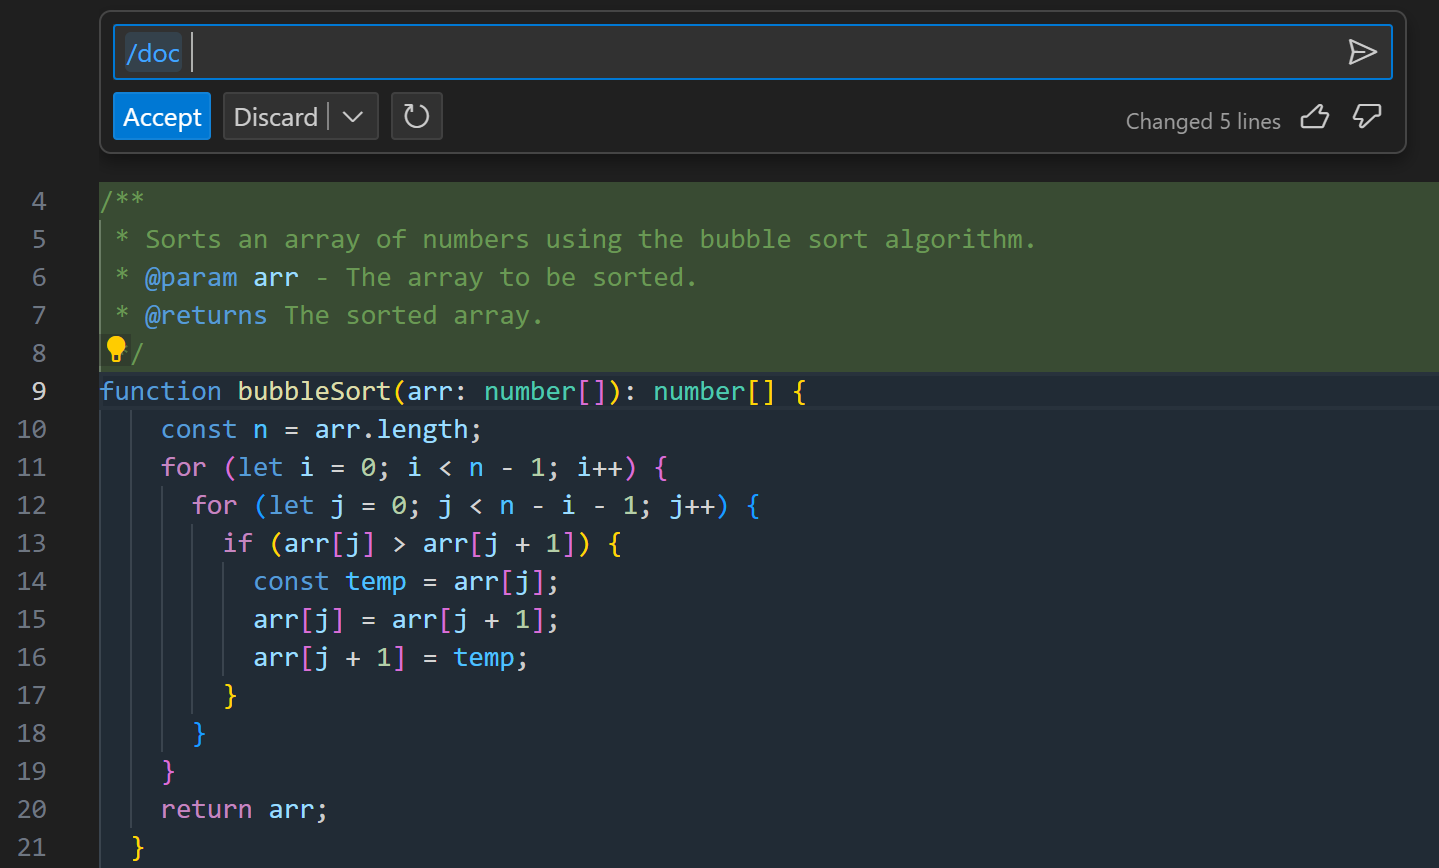 /doc
Accept Discard
Changed 5 lines
4 /**
5 * Sorts an array of numbers using the bubble sort algorithm.
6 * @param arr - The array to be sorted.
7 * @returns The sorted array.
8 /
9 function bubbleSort(arr: number[]): number[] {
10 const n = arr.length;
11 for (let i = 0; i < n - 1; i++) {
12 for (let j = 0; j < n - i - 1; j++) {
13 if (arr[j] > arr[j + 1]) {
14 const temp = arr[j];
15 arr[j] = arr[j + 1];
16 arr[j + 1] = temp;
17 }
18 }
19 }
20 return arr;
21 }